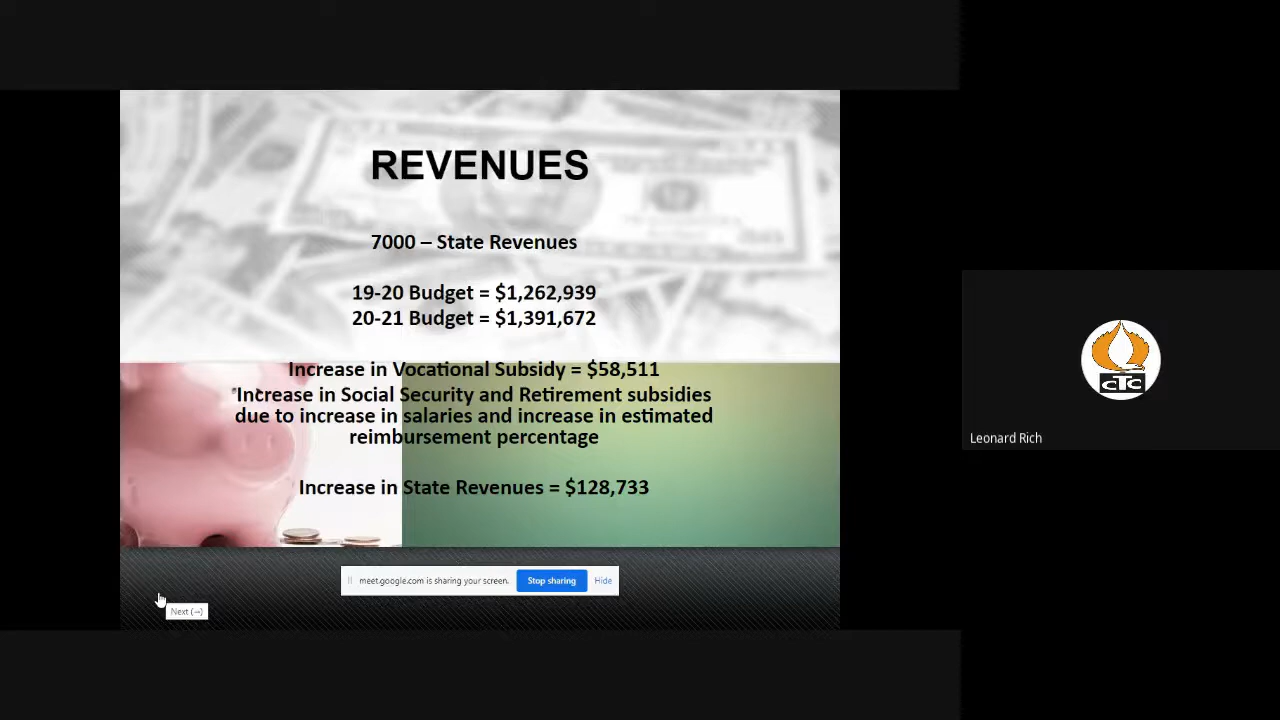 REVENUES
7000 – State Revenues
19-20 Budget = $1,262,939
20-21 Budget = $1,391,672
Increase in Vocational Subsidy = $58,511
*Increase in Social Security and Retirement subsidies
due to increase in salaries and increase in estimated
reimbursement percentage
Increase in State Revenues = $128,733
meet.google.com is sharing your screen.
Stop sharing
Hide
Next (→)
CTC
Leonard Rich